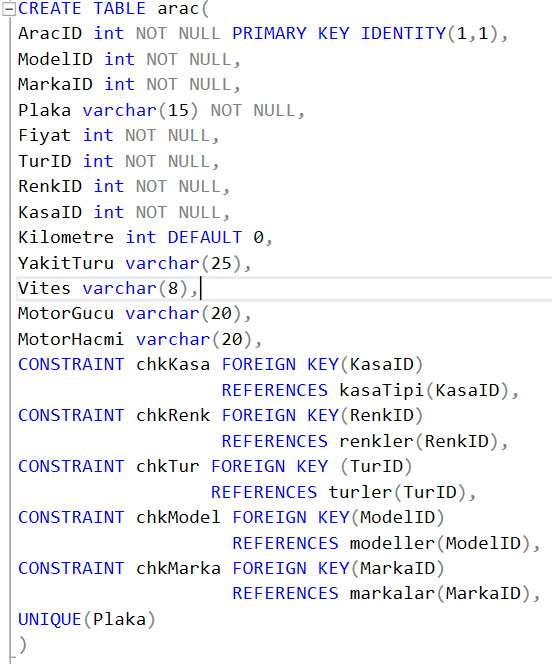 CREATE TABLE arac(
AracID int NOT NULL PRIMARY KEY IDENTITY(1,1),
ModelID int NOT NULL,
MarkaID int NOT NULL,
Plaka varchar(15) NOT NULL,
Fiyat int NOT NULL,
TurID int NOT NULL,
RenkID int NOT NULL,
KasaID int NOT NULL,
Kilometre int DEFAULT 0,
YakitTuru varchar(25),
Vites varchar(8),
MotorGucu varchar(20),
MotorHacmi varchar(20),
CONSTRAINT chkKasa FOREIGN KEY(KasaID)
REFERENCES kasaTipi(KasaID),
CONSTRAINT chkRenk FOREIGN KEY(RenkID)
REFERENCES renkler(RenkID),
CONSTRAINT chkTur FOREIGN KEY (TurID)
REFERENCES turler(TurID),
CONSTRAINT chkModel FOREIGN KEY(ModelID)
REFERENCES modeller(ModelID),
CONSTRAINT chkMarka FOREIGN KEY(MarkaID)
REFERENCES markalar(MarkaID),
UNIQUE(Plaka)
)